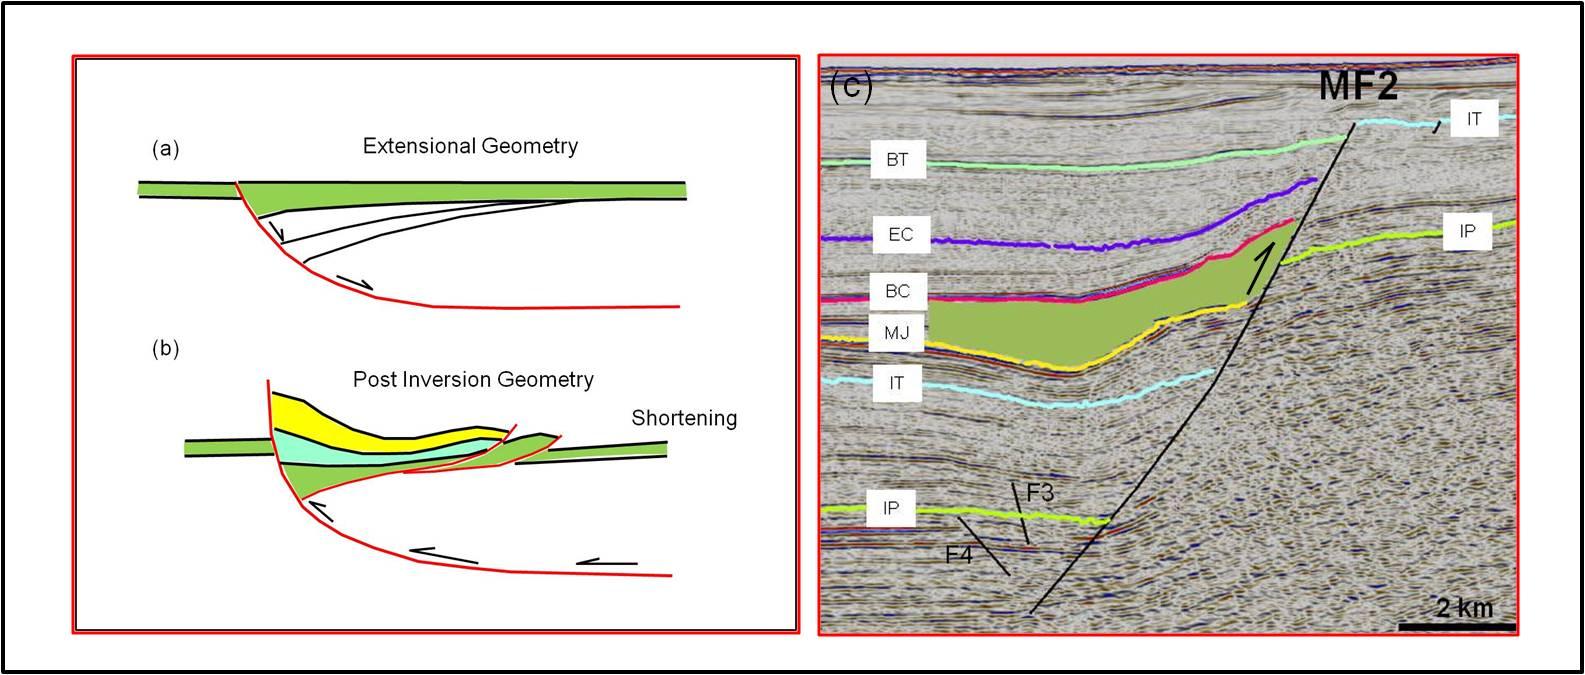 (a)
Extensional Geometry
(b)
Post Inversion Geometry
Shortening
(c)
MF2
IT
BT
EC
IP
BC
MJ
IT
F3
IP
F4
2 km